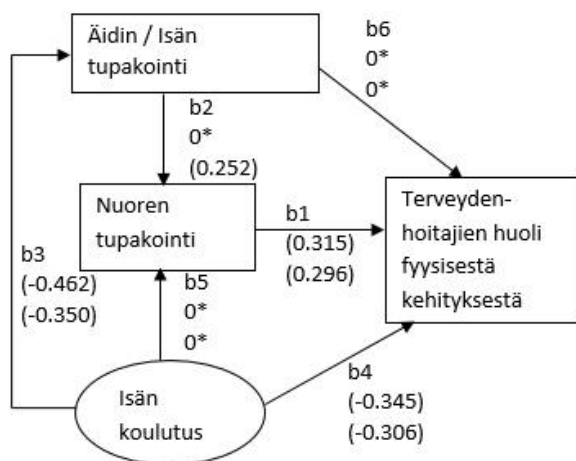 Äidin / Isän
tupakointi
b6
0*
0*
b2
0*
(0.252)
Nuoren
tupakointi
b1
(0.315)
(0.296)
Terveyden-
hoitajien huoli
fyysisestä
kehityksestä
b3
(-0.462)
(-0.350)
b5
0*
0*
Isän
koulutus
b4
(-0.345)
(-0.306)